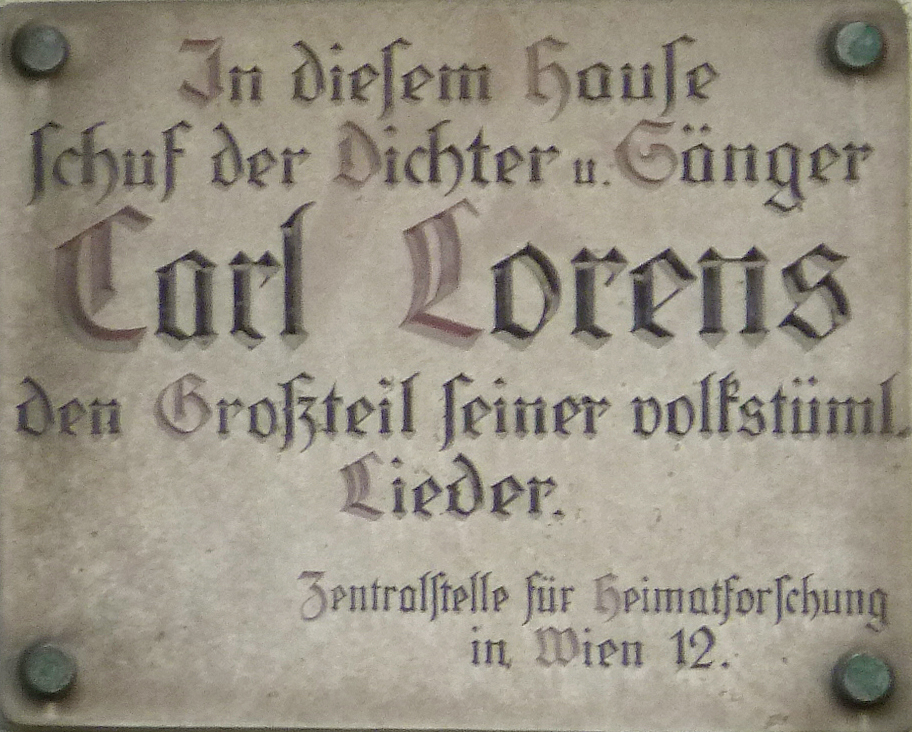 In diesem Hause
schuf der Dichter u. Sänger
Carl Lorens
den Großteil seiner volkstüml.
Lieder.
Zentralstelle für Heimatforschung
in Wien 12.